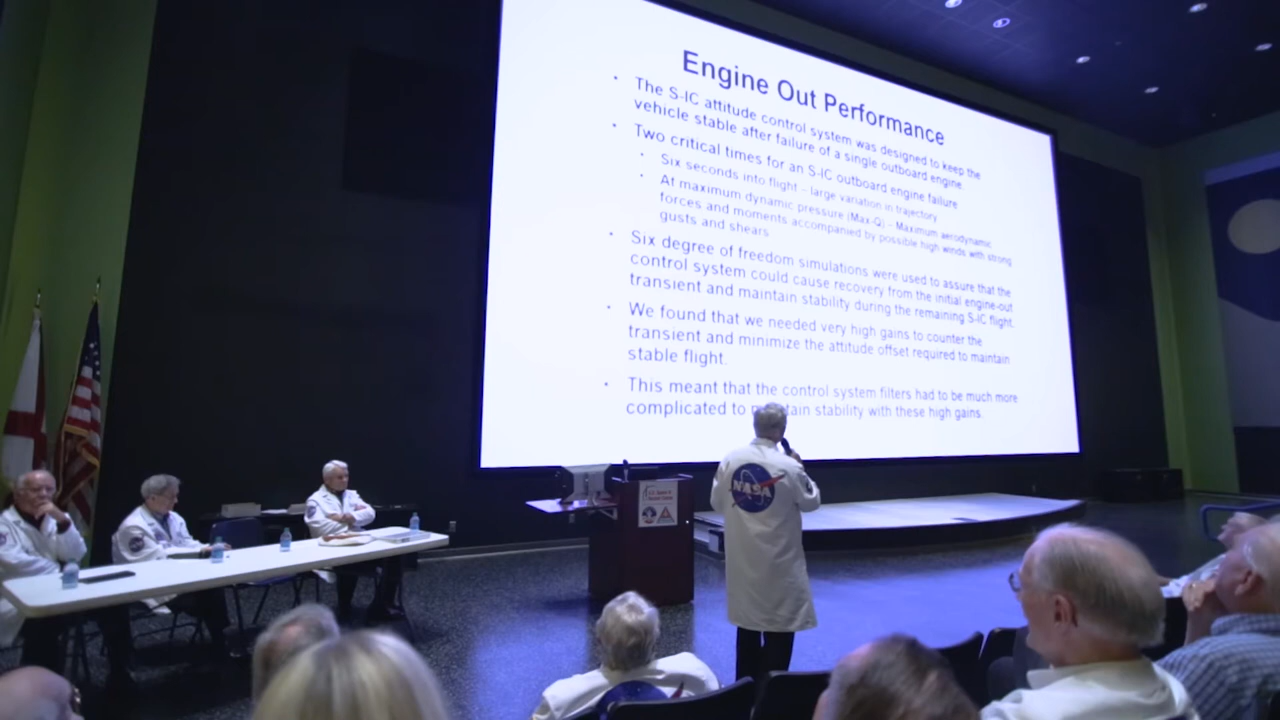 Engine Out Performance
• The S-IC attitude control system was designed to keep the
vehicle stable after failure of a single outboard engine.
• Two critical times for an S-IC outboard engine failure
• Six seconds into flight - large variation in trajectory
• At maximum dynamic pressure (Max-Q) - Maximum aerodynamic
forces and moments accompanied by possible high winds with strong
gusts and shears
• Six degree of freedom simulations were used to assure that the
control system could cause recovery from the initial engine-out
transient and maintain stability during the remaining S-IC flight.
• We found that we needed very high gains to counter the
transient and minimize the attitude offset required to maintain
stable flight.
• This meant that the control system filters had to be much more
complicated to tain stability with these high gains.
NASA
U.S. Space &
Rocket Center